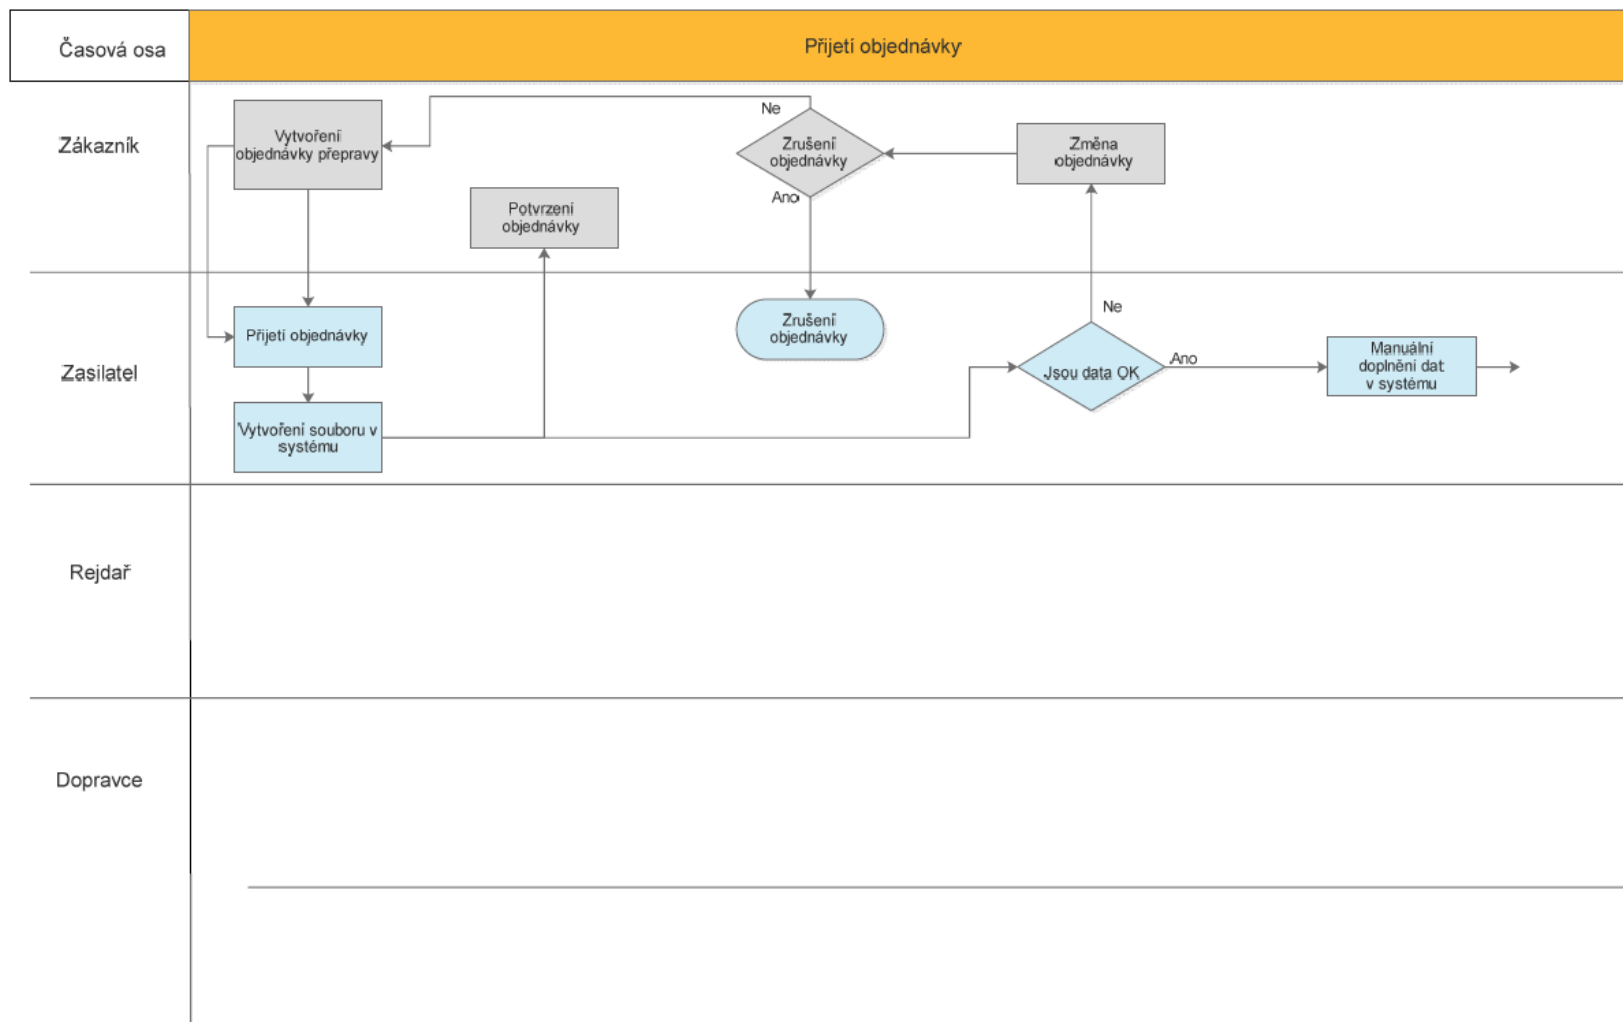 Časová osa
Přijetí objednávky
Zákazník
Vytvoření
objednávky přepravy
Ne
Zrušení
objednávky
Ano
Změna
objednávky
Potvrzení
objednávky
Zasilatel
Přijetí objednávky
Zrušení
objednávky
Ne
Jsou data OK
Ano
Manuální
doplnění dat
v systému
Vytvoření souboru v
systému
Rejdař
Dopravce